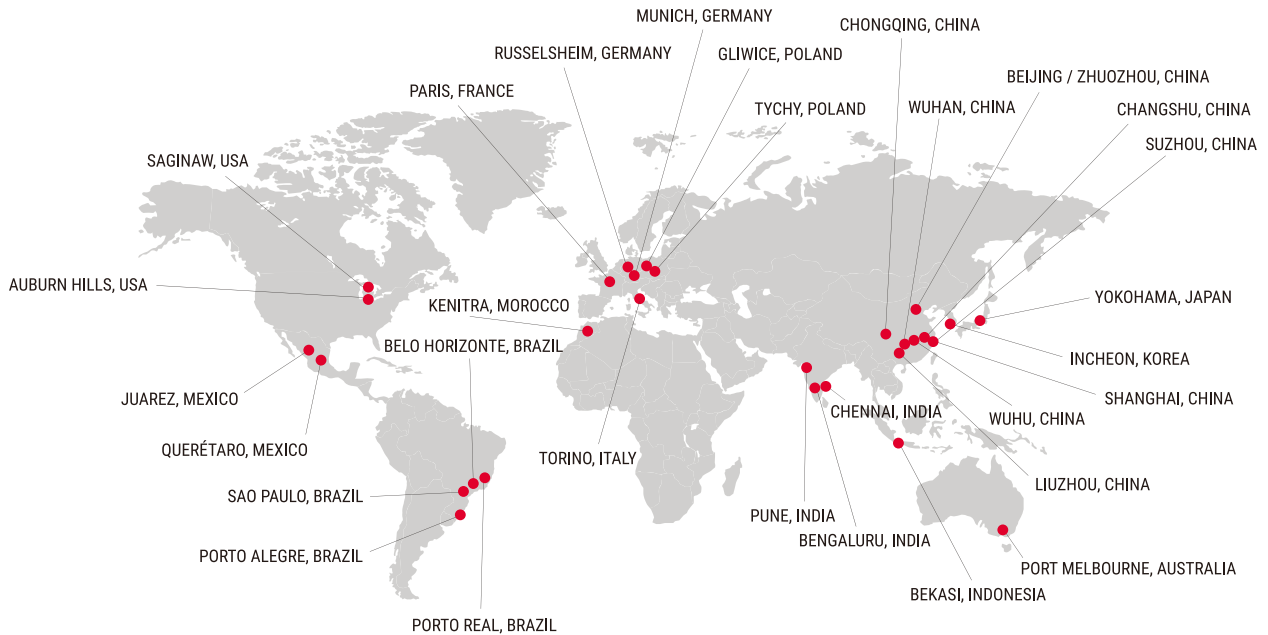 MUNICH, GERMANY
CHONGQING, CHINA
RUSSELSHEIM, GERMANY
GLIWICE, POLAND
BEIJING / ZHUOZHOU, CHINA
PARIS, FRANCE
TYCHY, POLAND
WUHAN, CHINA
CHANGSHU, CHINA
SUZHOU, CHINA
SAGINAW, USA
AUBURN HILLS, USA
KENITRA, MOROCCO
YOKOHAMA, JAPAN
BELO HORIZONTE, BRAZIL
INCHEON, KOREA
JUAREZ, MEXICO
SHANGHAI, CHINA
CHENNAI, INDIA
WUHU, CHINA
QUERÉTARO, MEXICO
TORINO, ITALY
LIUZHOU, CHINA
SAO PAULO, BRAZIL
PUNE, INDIA
BENGALURU, INDIA
PORTO ALEGRE, BRAZIL
PORT MELBOURNE, AUSTRALIA
BEKASI, INDONESIA
PORTO REAL, BRAZIL